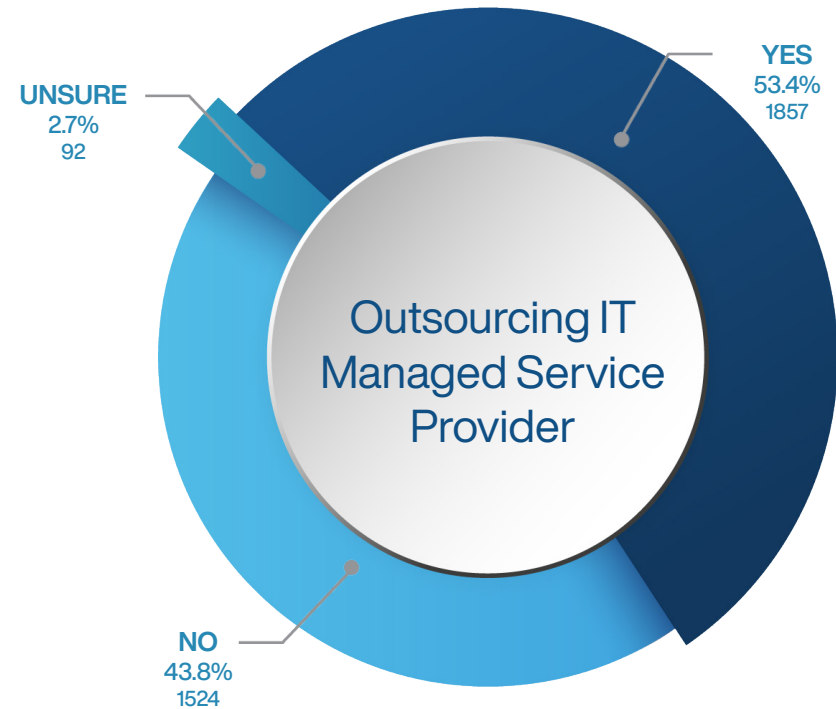 UNSURE
2.7%
92
YES
53.4%
1857
Outsourcing IT
Managed Service
Provider
NO
43.8%
1524